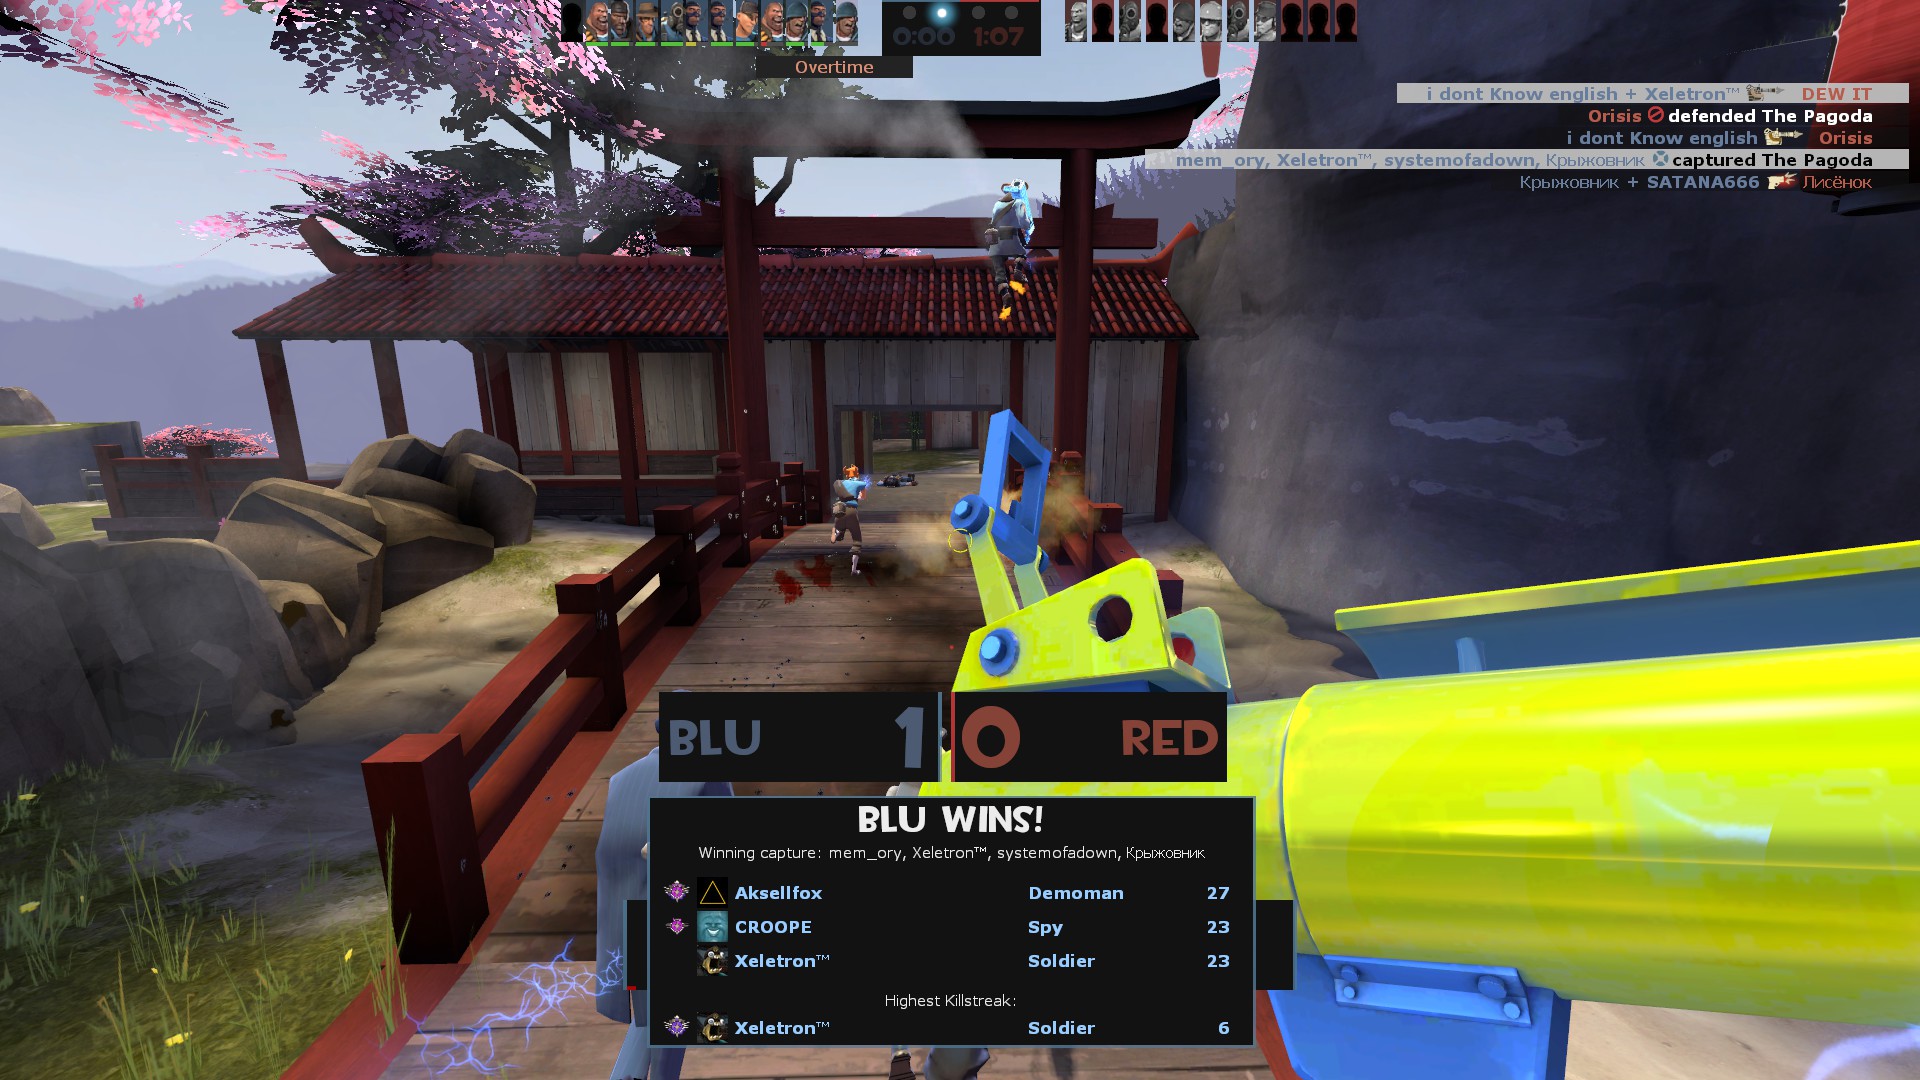 0:00 1:07
Overtime
i dont Know english + Xeletron™ DEW IT
Orisis defended The Pagoda
i dont Know english Orisis
mem_ory, Xeletron™, systemofadown, Крыжовник captured The Pagoda
Крыжовник + SATANA666 Лисёнок
BLU 1 0 RED
BLU WINS!
Winning capture: mem_ory, Xeletron™, systemofadown, Крыжовник
Aksellfox Demoman 27
CROOPE Spy 23
Xeletron™ Soldier 23
Highest Killstreak:
Xeletron™ Soldier 6